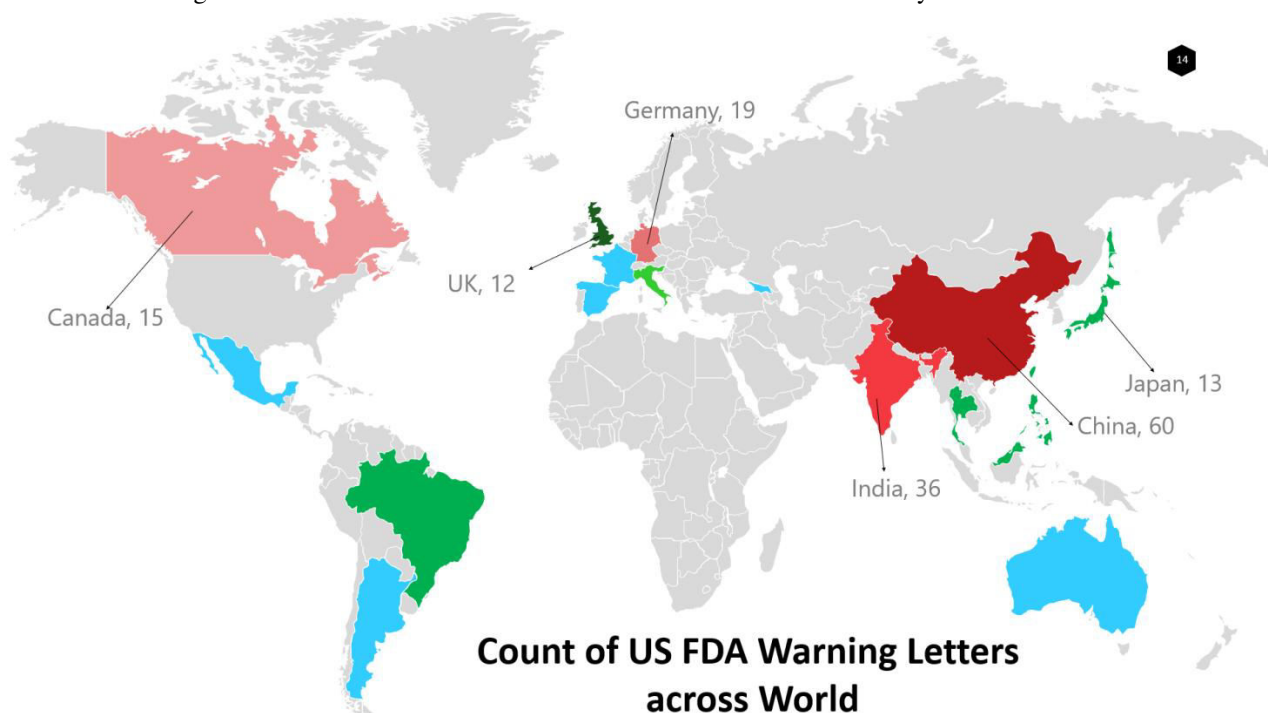 14
Germany, 19
UK, 12
Canada, 15
Japan, 13
China, 60
India, 36
Count of US FDA Warning Letters
across World